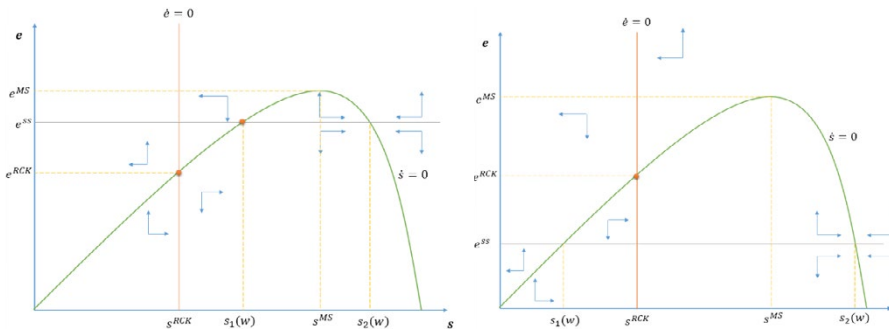 ė = 0
e
e^{MS}
e^{ss}
e^{RCK}
ṡ = 0
s^{RCK}
s_1(w)
s^{MS}
s_2(w)
s
ė = 0
e
e^{MS}
ṡ = 0
e^{RCK}
e^{ss}
s_1(w)
s^{RCK}
s^{MS}
s_2(w)
s